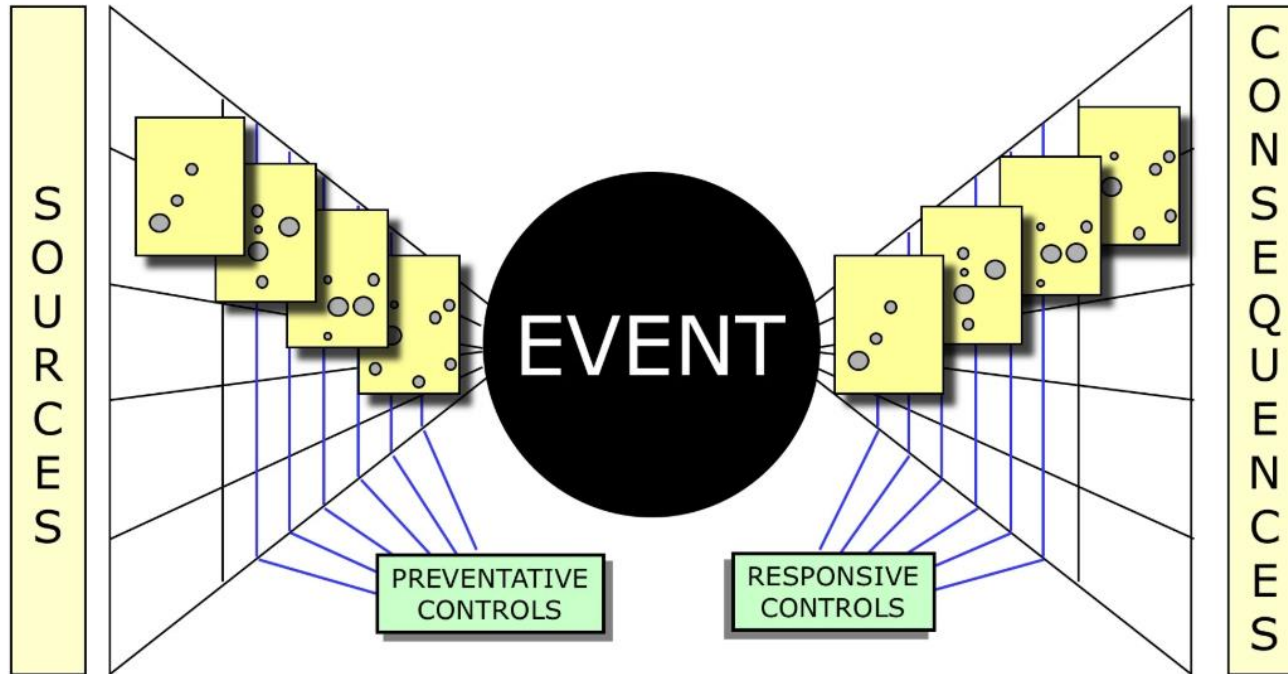 SOURCES
EVENT
PREVENTATIVE
CONTROLS
RESPONSIVE
CONTROLS
CONSEQUENCES